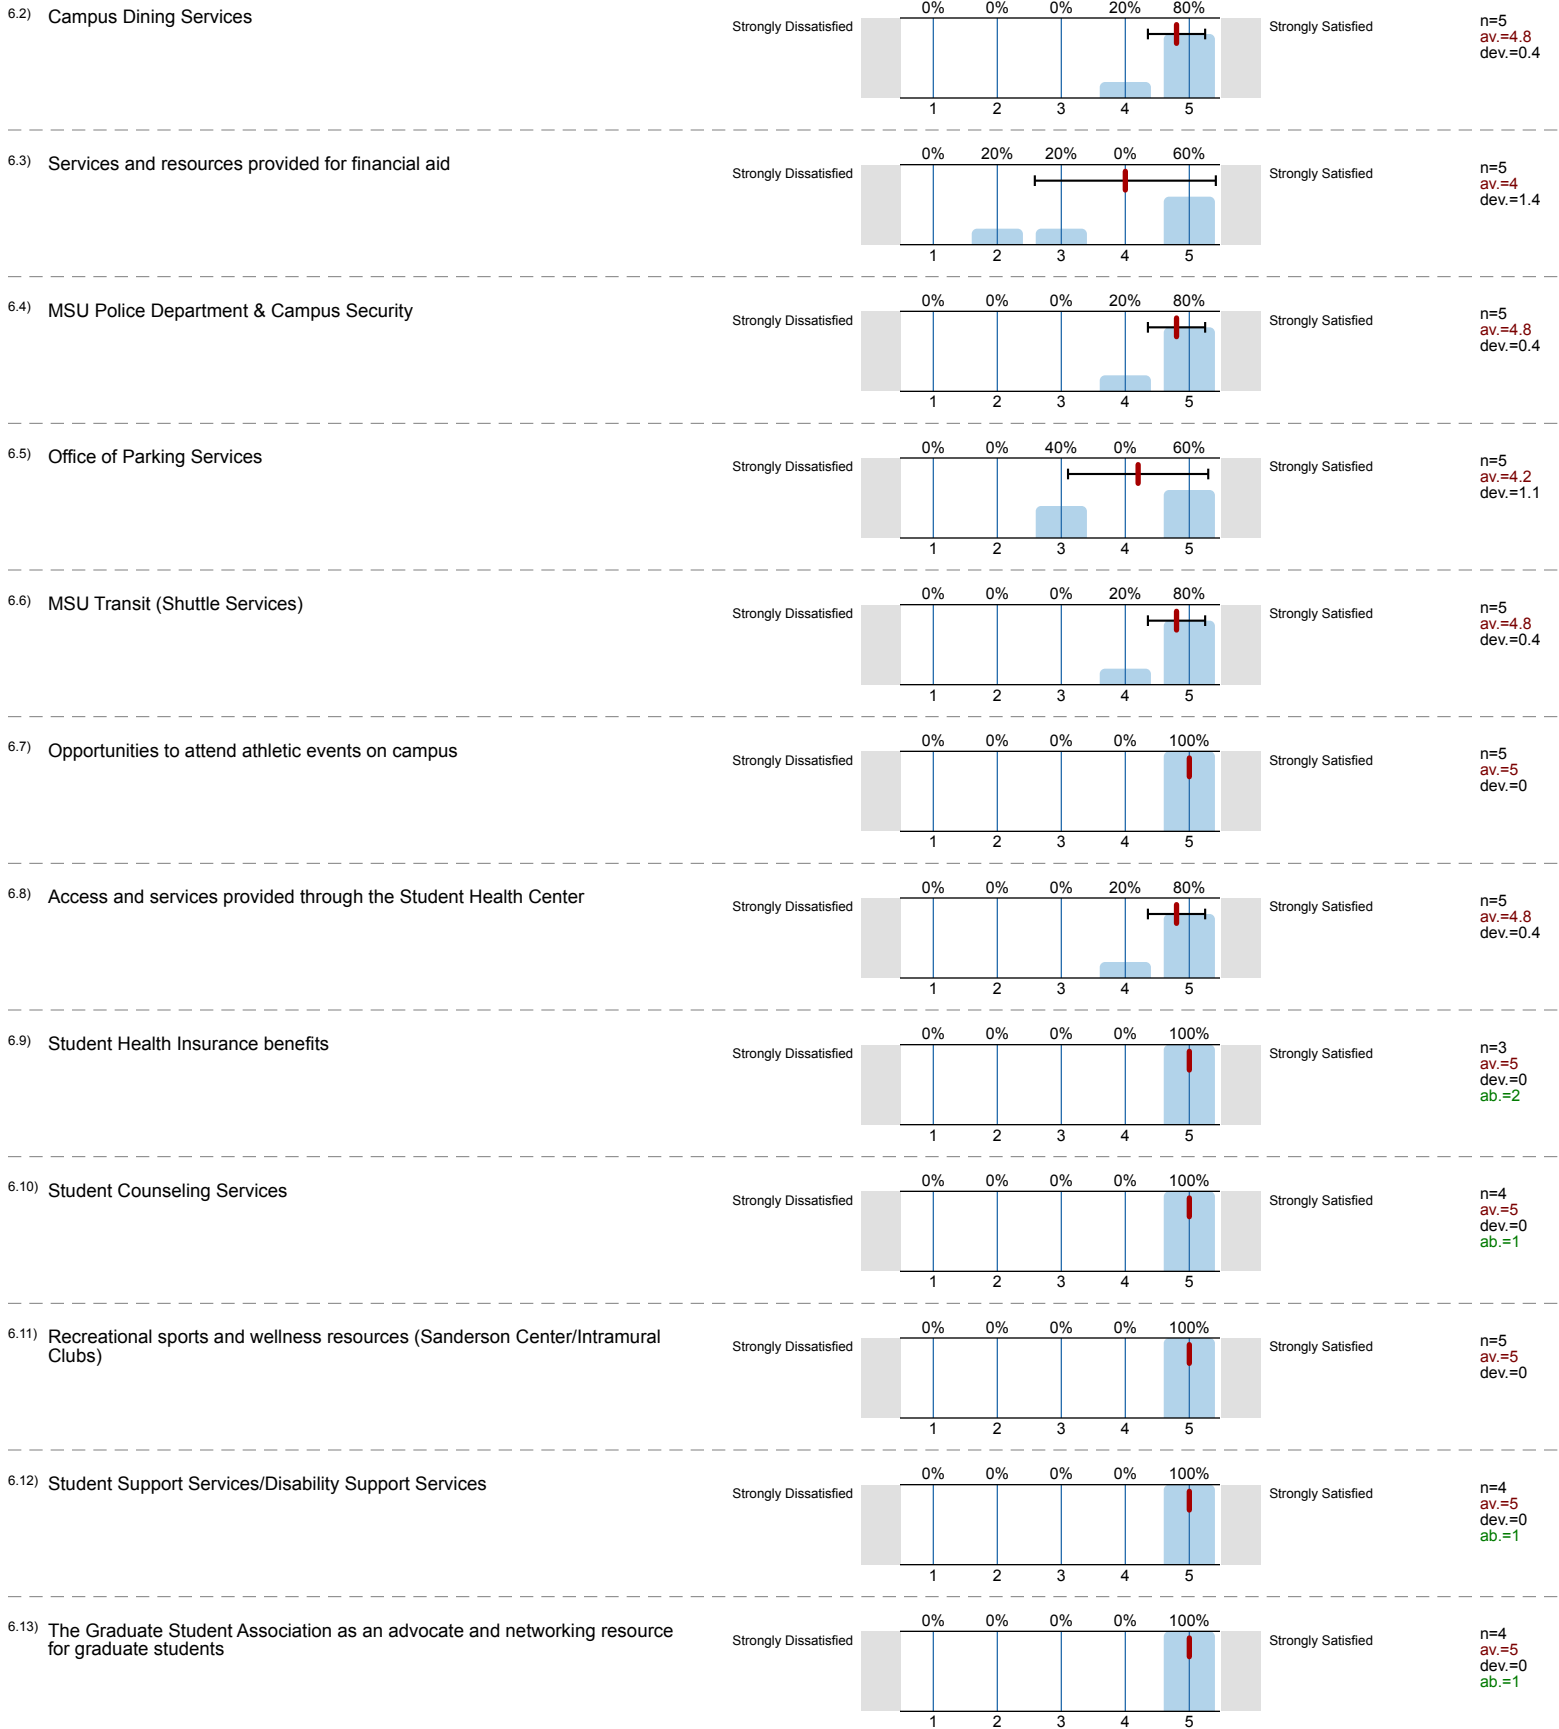 6.2) Campus Dining Services
0% 0% 0% 20% 80%
Strongly Dissatisfied Strongly Satisfied
1 2 3 4 5
n=5
av.=4.8
dev.=0.4
6.3) Services and resources provided for financial aid
0% 20% 20% 0% 60%
Strongly Dissatisfied Strongly Satisfied
1 2 3 4 5
n=5
av.=4
dev.=1.4
6.4) MSU Police Department & Campus Security
0% 0% 0% 20% 80%
Strongly Dissatisfied Strongly Satisfied
1 2 3 4 5
n=5
av.=4.8
dev.=0.4
6.5) Office of Parking Services
0% 0% 40% 0% 60%
Strongly Dissatisfied Strongly Satisfied
1 2 3 4 5
n=5
av.=4.2
dev.=1.1
6.6) MSU Transit (Shuttle Services)
0% 0% 0% 20% 80%
Strongly Dissatisfied Strongly Satisfied
1 2 3 4 5
n=5
av.=4.8
dev.=0.4
6.7) Opportunities to attend athletic events on campus
0% 0% 0% 0% 100%
Strongly Dissatisfied Strongly Satisfied
1 2 3 4 5
n=5
av.=5
dev.=0
6.8) Access and services provided through the Student Health Center
0% 0% 0% 20% 80%
Strongly Dissatisfied Strongly Satisfied
1 2 3 4 5
n=5
av.=4.8
dev.=0.4
6.9) Student Health Insurance benefits
0% 0% 0% 0% 100%
Strongly Dissatisfied Strongly Satisfied
1 2 3 4 5
n=3
av.=5
dev.=0
ab.=2
6.10) Student Counseling Services
0% 0% 0% 0% 100%
Strongly Dissatisfied Strongly Satisfied
1 2 3 4 5
n=4
av.=5
dev.=0
ab.=1
6.11) Recreational sports and wellness resources (Sanderson Center/Intramural
Clubs)
0% 0% 0% 0% 100%
Strongly Dissatisfied Strongly Satisfied
1 2 3 4 5
n=5
av.=5
dev.=0
6.12) Student Support Services/Disability Support Services
0% 0% 0% 0% 100%
Strongly Dissatisfied Strongly Satisfied
1 2 3 4 5
n=4
av.=5
dev.=0
ab.=1
6.13) The Graduate Student Association as an advocate and networking resource
for graduate students
0% 0% 0% 0% 100%
Strongly Dissatisfied Strongly Satisfied
1 2 3 4 5
n=4
av.=5
dev.=0
ab.=1